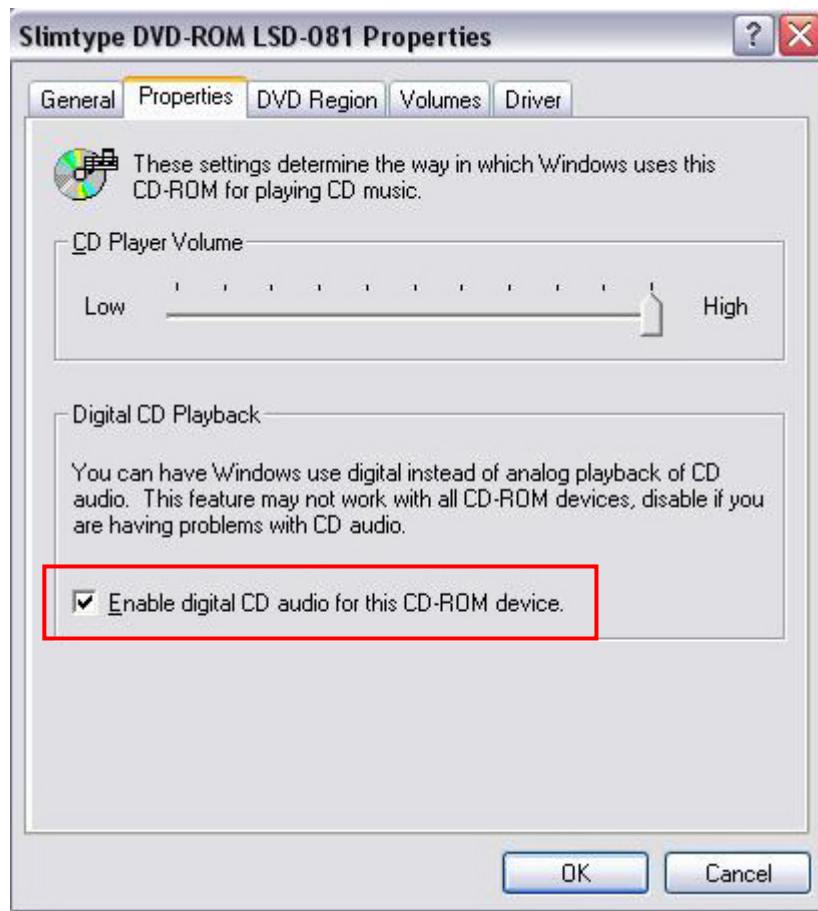 Slimtype DVD-ROM LSD-081 Properties
General Properties DVD Region Volumes Driver
These settings determine the way in which Windows uses this
CD-ROM for playing CD music.
CD Player Volume
Low High
Digital CD Playback
You can have Windows use digital instead of analog playback of CD
audio. This feature may not work with all CD-ROM devices, disable if you
are having problems with CD audio.
Enable digital CD audio for this CD-ROM device.
OK Cancel